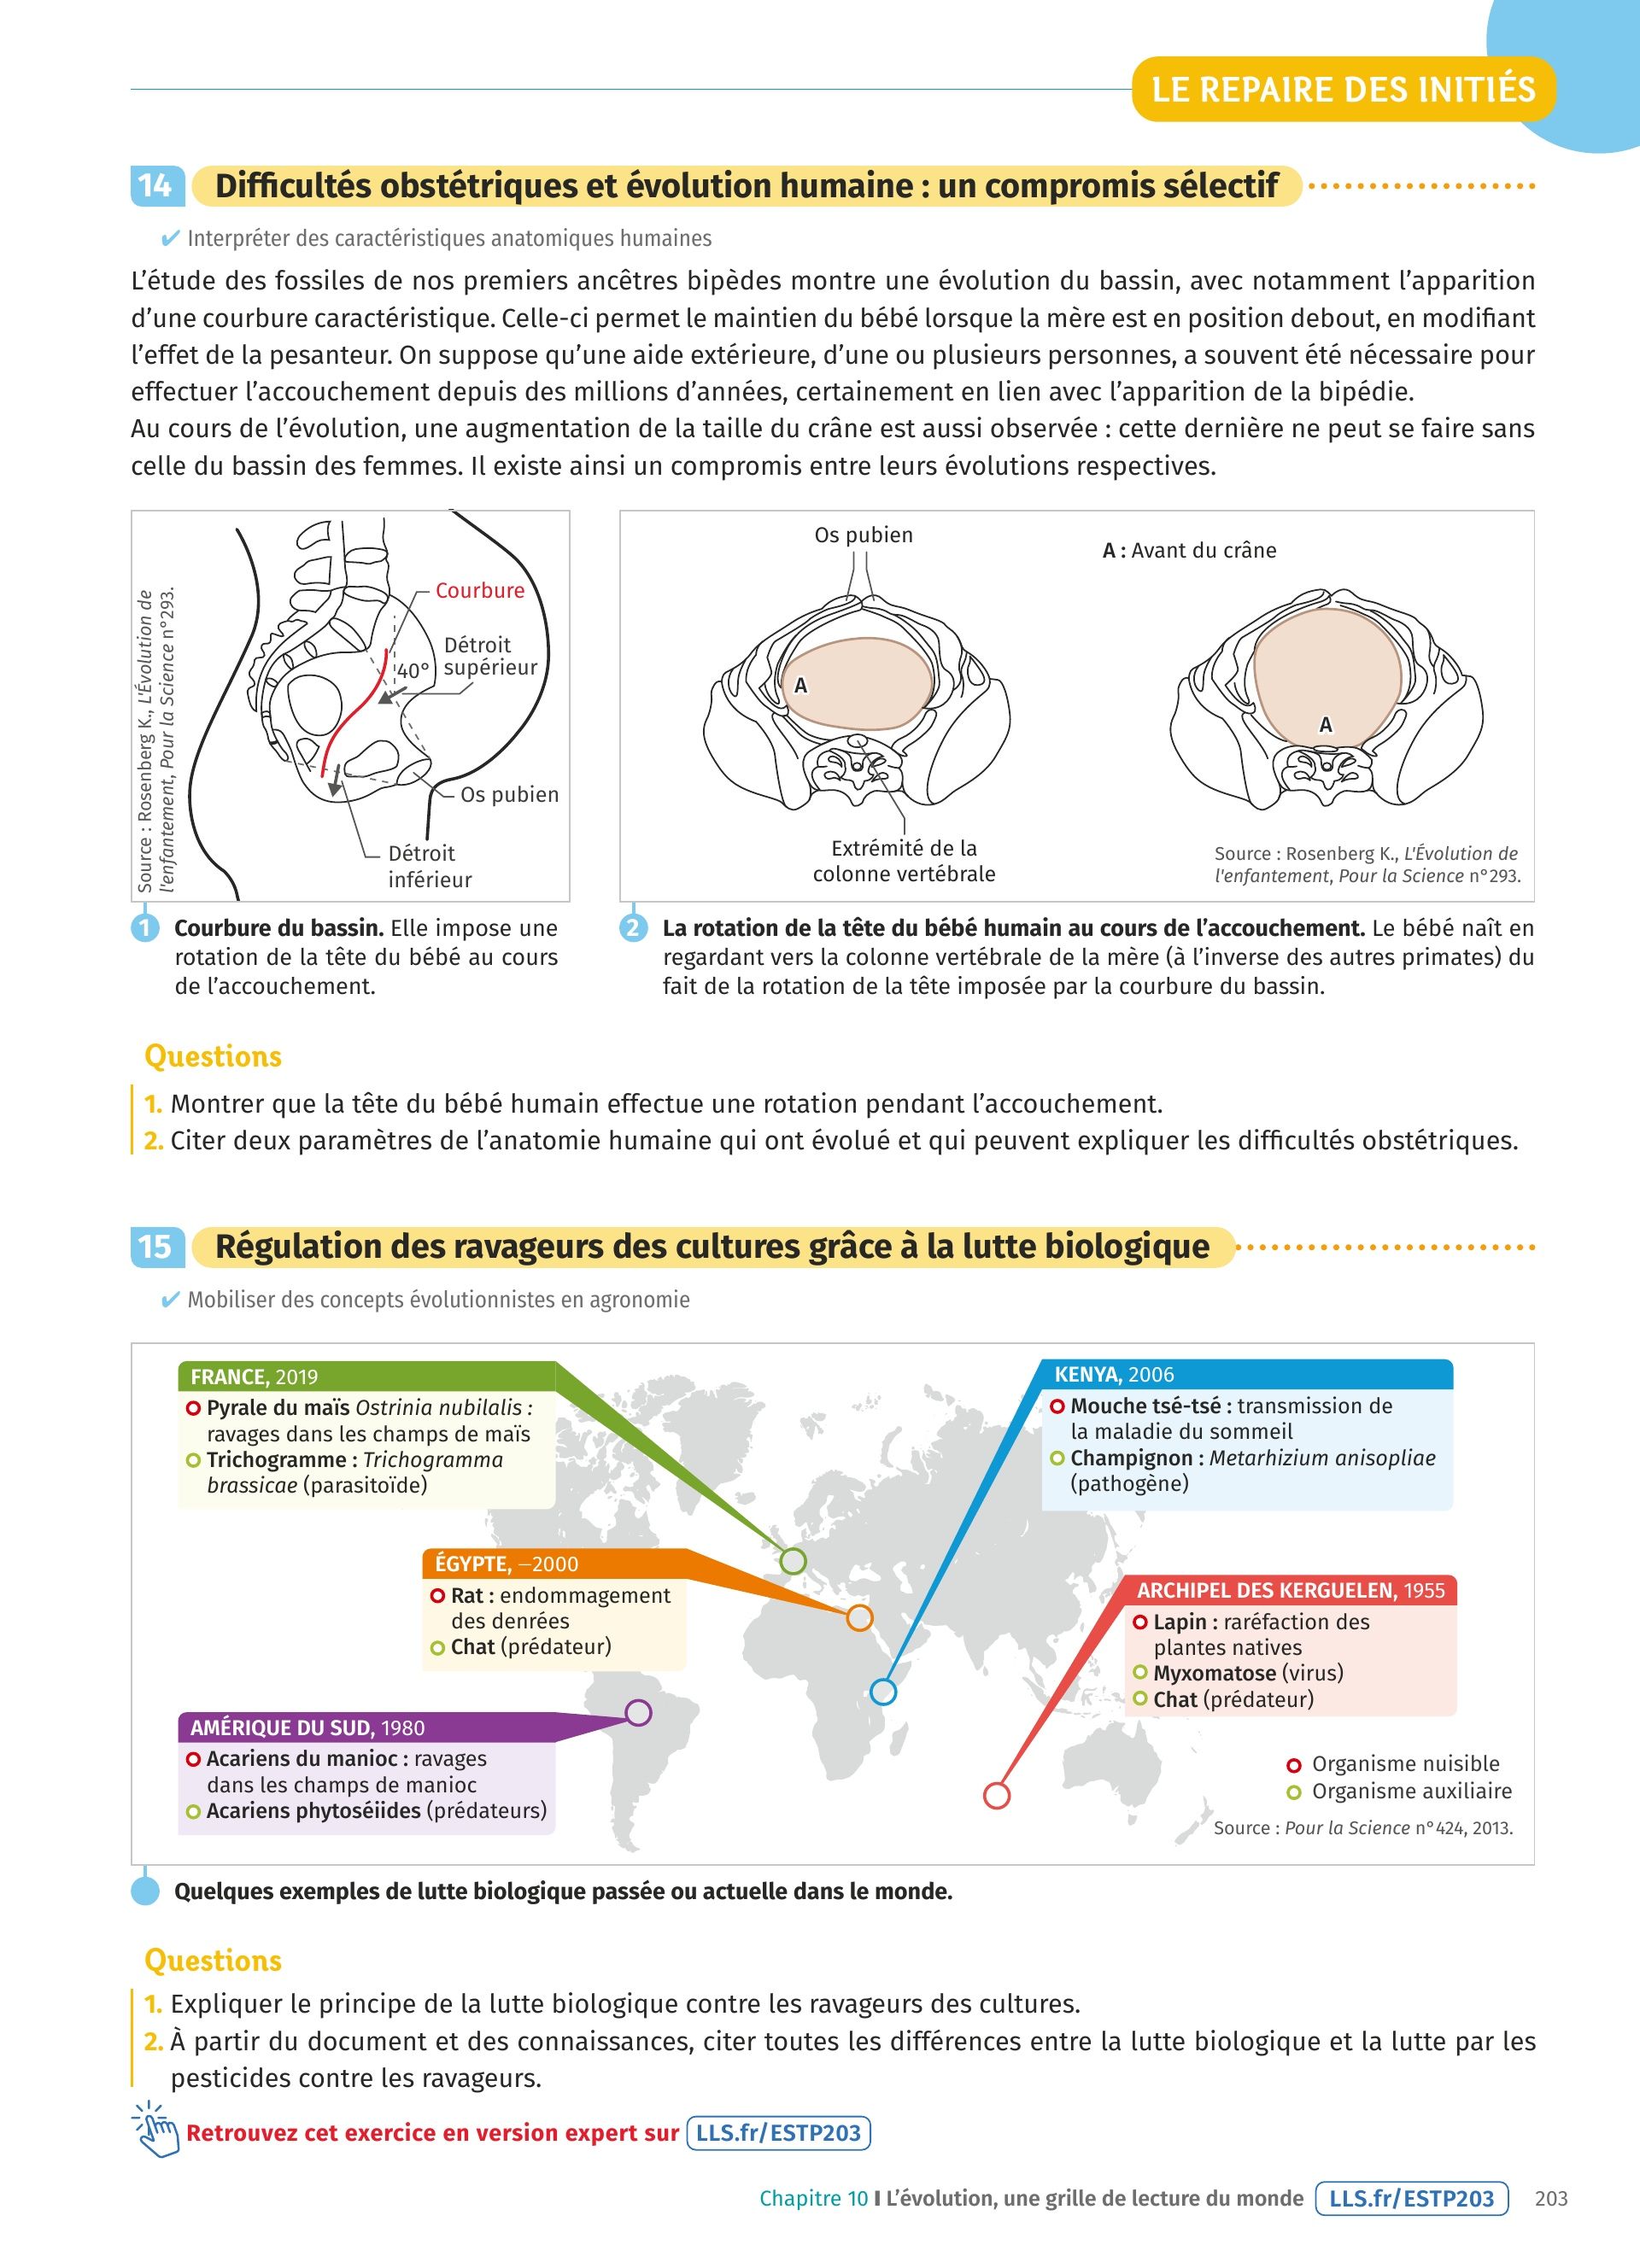 LE REPAIRE DES INITIÉS
14 Difficultés obstétriques et évolution humaine : un compromis sélectif
✔ Interpréter des caractéristiques anatomiques humaines
L’étude des fossiles de nos premiers ancêtres bipèdes montre une évolution du bassin, avec notamment l’apparition
d’une courbure caractéristique. Celle-ci permet le maintien du bébé lorsque la mère est en position debout, en modifiant
l’effet de la pesanteur. On suppose qu’une aide extérieure, d’une ou plusieurs personnes, a souvent été nécessaire pour
effectuer l’accouchement depuis des millions d’années, certainement en lien avec l’apparition de la bipédie.
Au cours de l’évolution, une augmentation de la taille du crâne est aussi observée : cette dernière ne peut se faire sans
celle du bassin des femmes. Il existe ainsi un compromis entre leurs évolutions respectives.
Source : Rosenberg K., L'Évolution de
l'enfantement, Pour la Science n°293.
Courbure
Détroit
supérieur
40°
Os pubien
Détroit
inférieur
1 Courbure du bassin. Elle impose une
rotation de la tête du bébé au cours
de l’accouchement.
Os pubien
A : Avant du crâne
A
A
Extrémité de la
colonne vertébrale
Source : Rosenberg K., L'Évolution de
l'enfantement, Pour la Science n°293.
2 La rotation de la tête du bébé humain au cours de l’accouchement. Le bébé naît en
regardant vers la colonne vertébrale de la mère (à l’inverse des autres primates) du
fait de la rotation de la tête imposée par la courbure du bassin.
Questions
1. Montrer que la tête du bébé humain effectue une rotation pendant l’accouchement.
2. Citer deux paramètres de l’anatomie humaine qui ont évolué et qui peuvent expliquer les difficultés obstétriques.
15 Régulation des ravageurs des cultures grâce à la lutte biologique
✔ Mobiliser des concepts évolutionnistes en agronomie
FRANCE, 2019
Pyrale du maïs Ostrinia nubilalis :
ravages dans les champs de maïs
Trichogramme : Trichogramma
brassicae (parasitoïde)
KENYA, 2006
Mouche tsé-tsé : transmission de
la maladie du sommeil
Champignon : Metarhizium anisopliae
(pathogène)
ÉGYPTE, –2000
Rat : endommagement
des denrées
Chat (prédateur)
ARCHIPEL DES KERGUELEN, 1955
Lapin : raréfaction des
plantes natives
Myxomatose (virus)
Chat (prédateur)
AMÉRIQUE DU SUD, 1980
Acariens du manioc : ravages
dans les champs de manioc
Acariens phytoséiides (prédateurs)
Organisme nuisible
Organisme auxiliaire
Source : Pour la Science n°424, 2013.
Quelques exemples de lutte biologique passée ou actuelle dans le monde.
Questions
1. Expliquer le principe de la lutte biologique contre les ravageurs des cultures.
2. À partir du document et des connaissances, citer toutes les différences entre la lutte biologique et la lutte par les
pesticides contre les ravageurs.
Retrouvez cet exercice en version expert sur LLS.fr/ESTP203
Chapitre 10 I L’évolution, une grille de lecture du monde LLS.fr/ESTP203 203